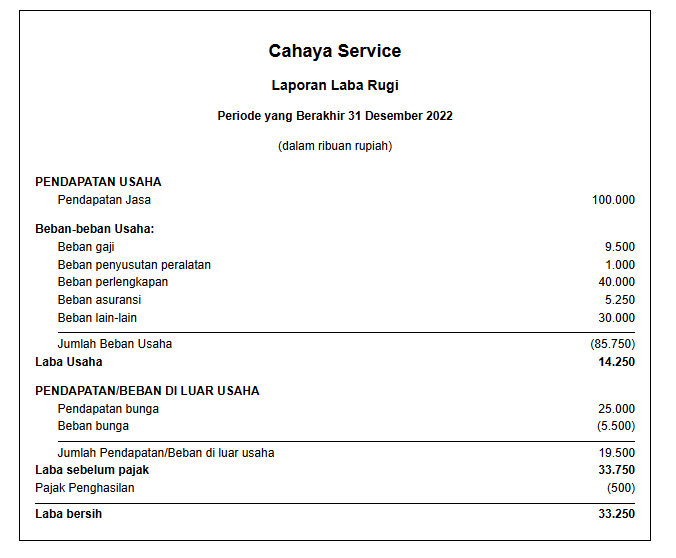 Cahaya Service
Laporan Laba Rugi
Periode yang Berakhir 31 Desember 2022
(dalam ribuan rupiah)
PENDAPATAN USAHA
Pendapatan Jasa 100.000
Beban-beban Usaha:
Beban gaji 9.500
Beban penyusutan peralatan 1.000
Beban perlengkapan 40.000
Beban asuransi 5.250
Beban lain-lain 30.000
Jumlah Beban Usaha (85.750)
Laba Usaha 14.250
PENDAPATAN/BEBAN DI LUAR USAHA
Pendapatan bunga 25.000
Beban bunga (5.500)
Jumlah Pendapatan/Beban di luar usaha 19.500
Laba sebelum pajak 33.750
Pajak Penghasilan (500)
Laba bersih 33.250